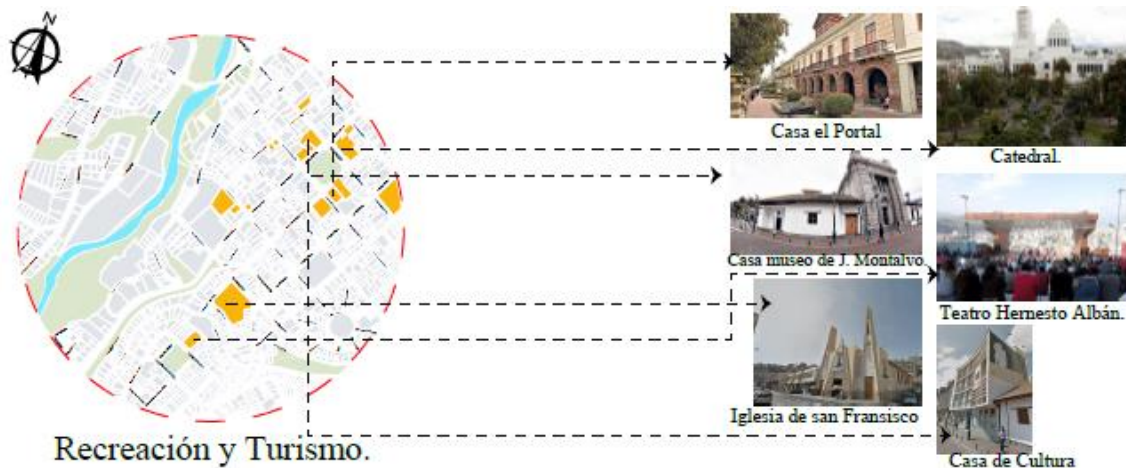 N
Casa el Portal
Catedral.
Casa museo de J. Montalvo.
Teatro Hernesto Albán.
Iglesia de san Fransisco
Casa de Cultura
Recreación y Turismo.